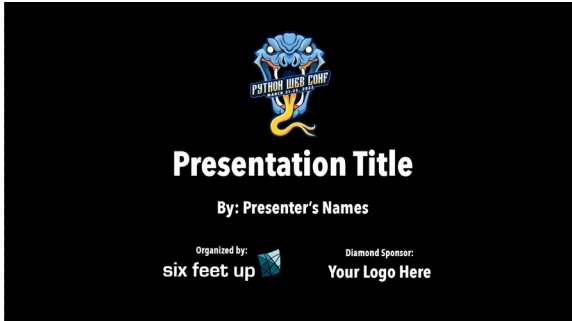 PYTHON WEB CONF
Presentation Title
By: Presenter's Names
Organized by:
six feet up
Diamond Sponsor:
Your Logo Here